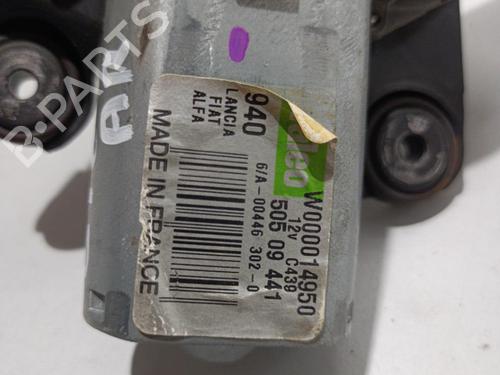 W000014950
12v C439
505 09 441
940
LANCIA
FIAT
ALFA
6/A-00446 302-0
MADE IN FRANCE
B-PARTS